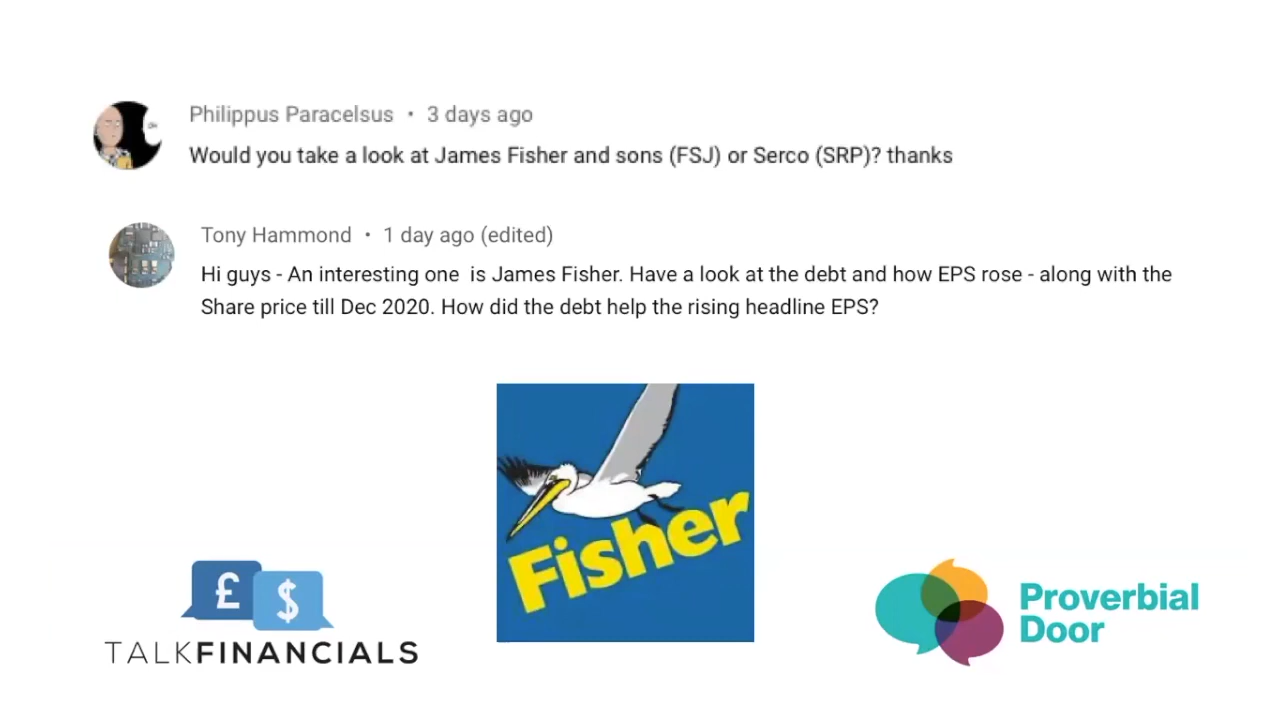 Philippus Paracelsus • 3 days ago
Would you take a look at James Fisher and sons (FSJ) or Serco (SRP)? thanks
Tony Hammond • 1 day ago (edited)
Hi guys - An interesting one  is James Fisher. Have a look at the debt and how EPS rose - along with the
Share price till Dec 2020. How did the debt help the rising headline EPS?
Fisher
£ $
TALKFINANCIALS
Proverbial
Door